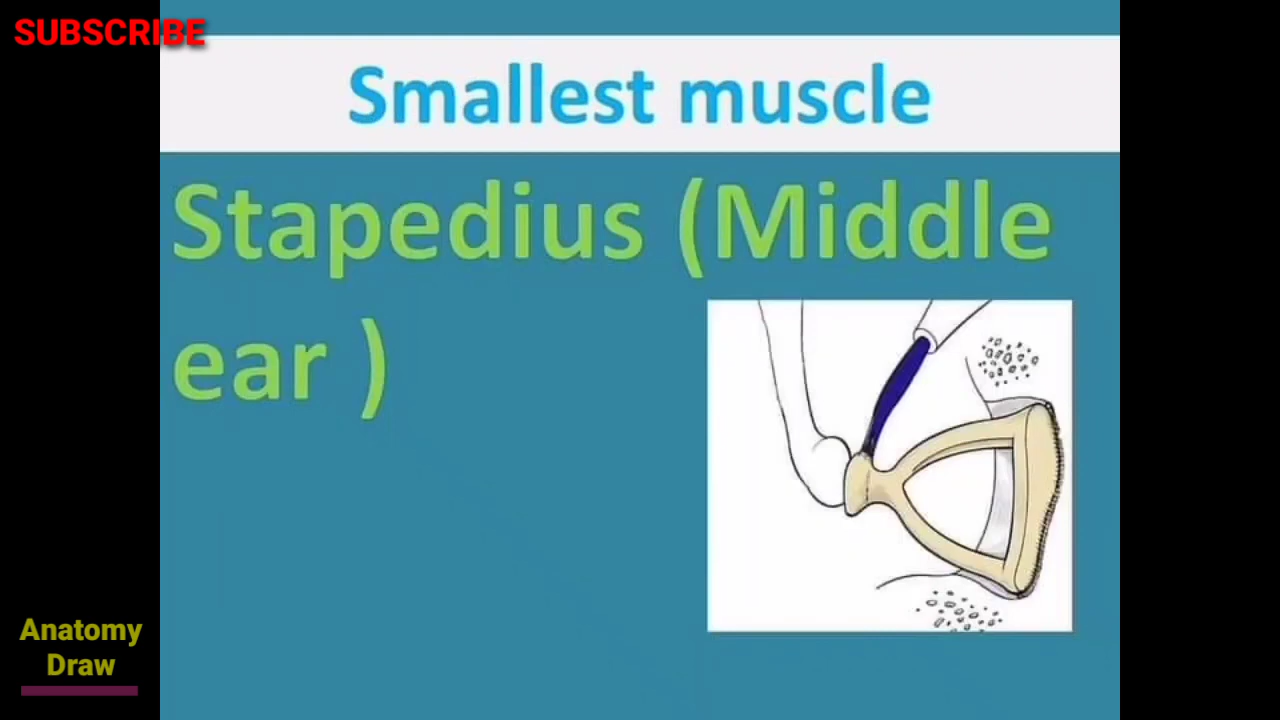 SUBSCRIBE
Smallest muscle
Stapedius (Middle
ear )
Anatomy
Draw